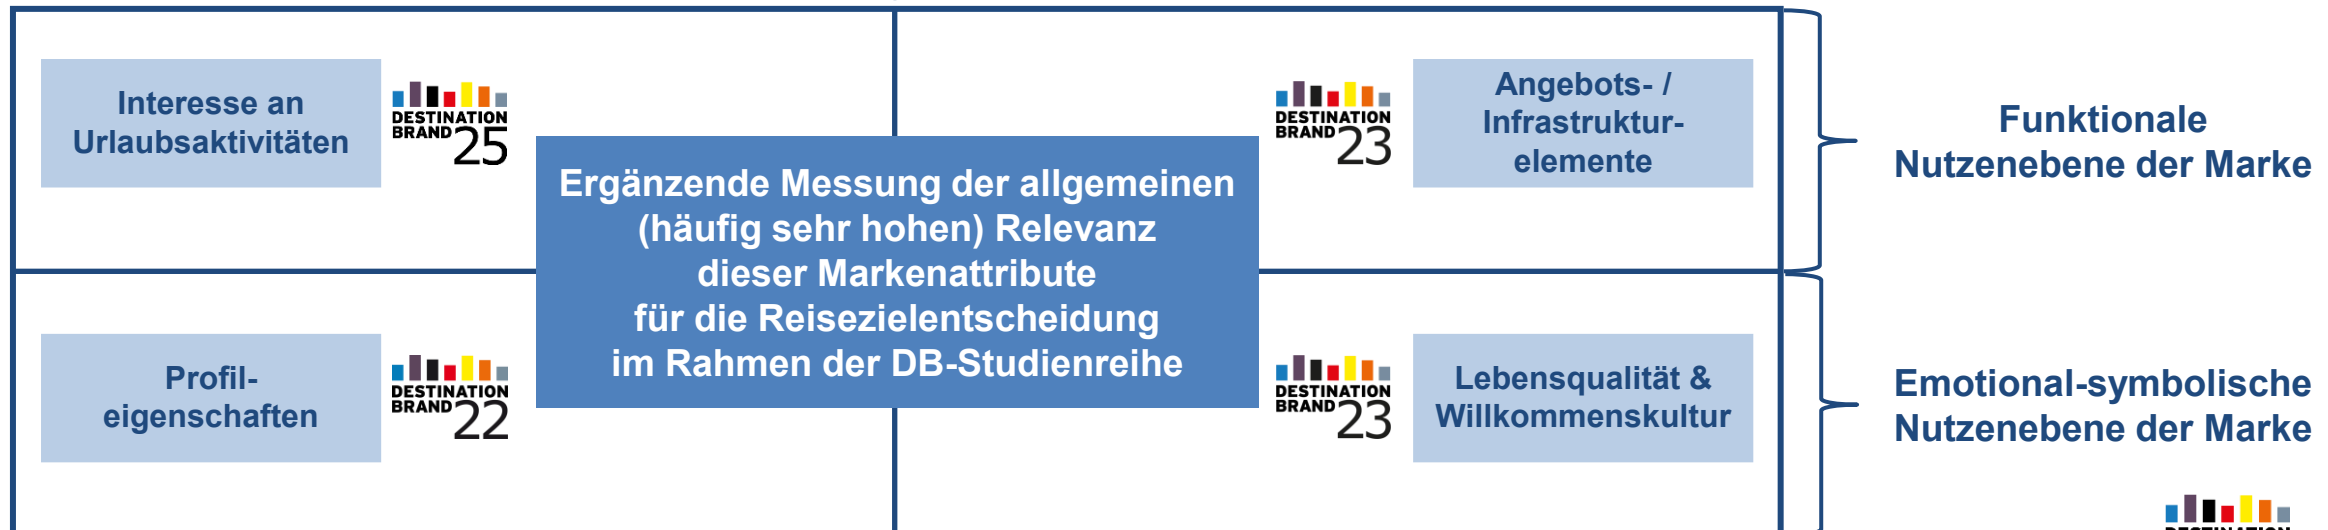 Interesse an
Urlaubsaktivitäten
DESTINATION
BRAND 25
DESTINATION
BRAND 23
Angebots- /
Infrastruktur-
elemente
Funktionale
Nutzenebene der Marke
Ergänzende Messung der allgemeinen
(häufig sehr hohen) Relevanz
dieser Markenattribute
für die Reisezielentscheidung
im Rahmen der DB-Studienreihe
Profil-
eigenschaften
DESTINATION
BRAND 22
DESTINATION
BRAND 23
Lebensqualität &
Willkommenskultur
Emotional-symbolische
Nutzenebene der Marke
DESTINATION